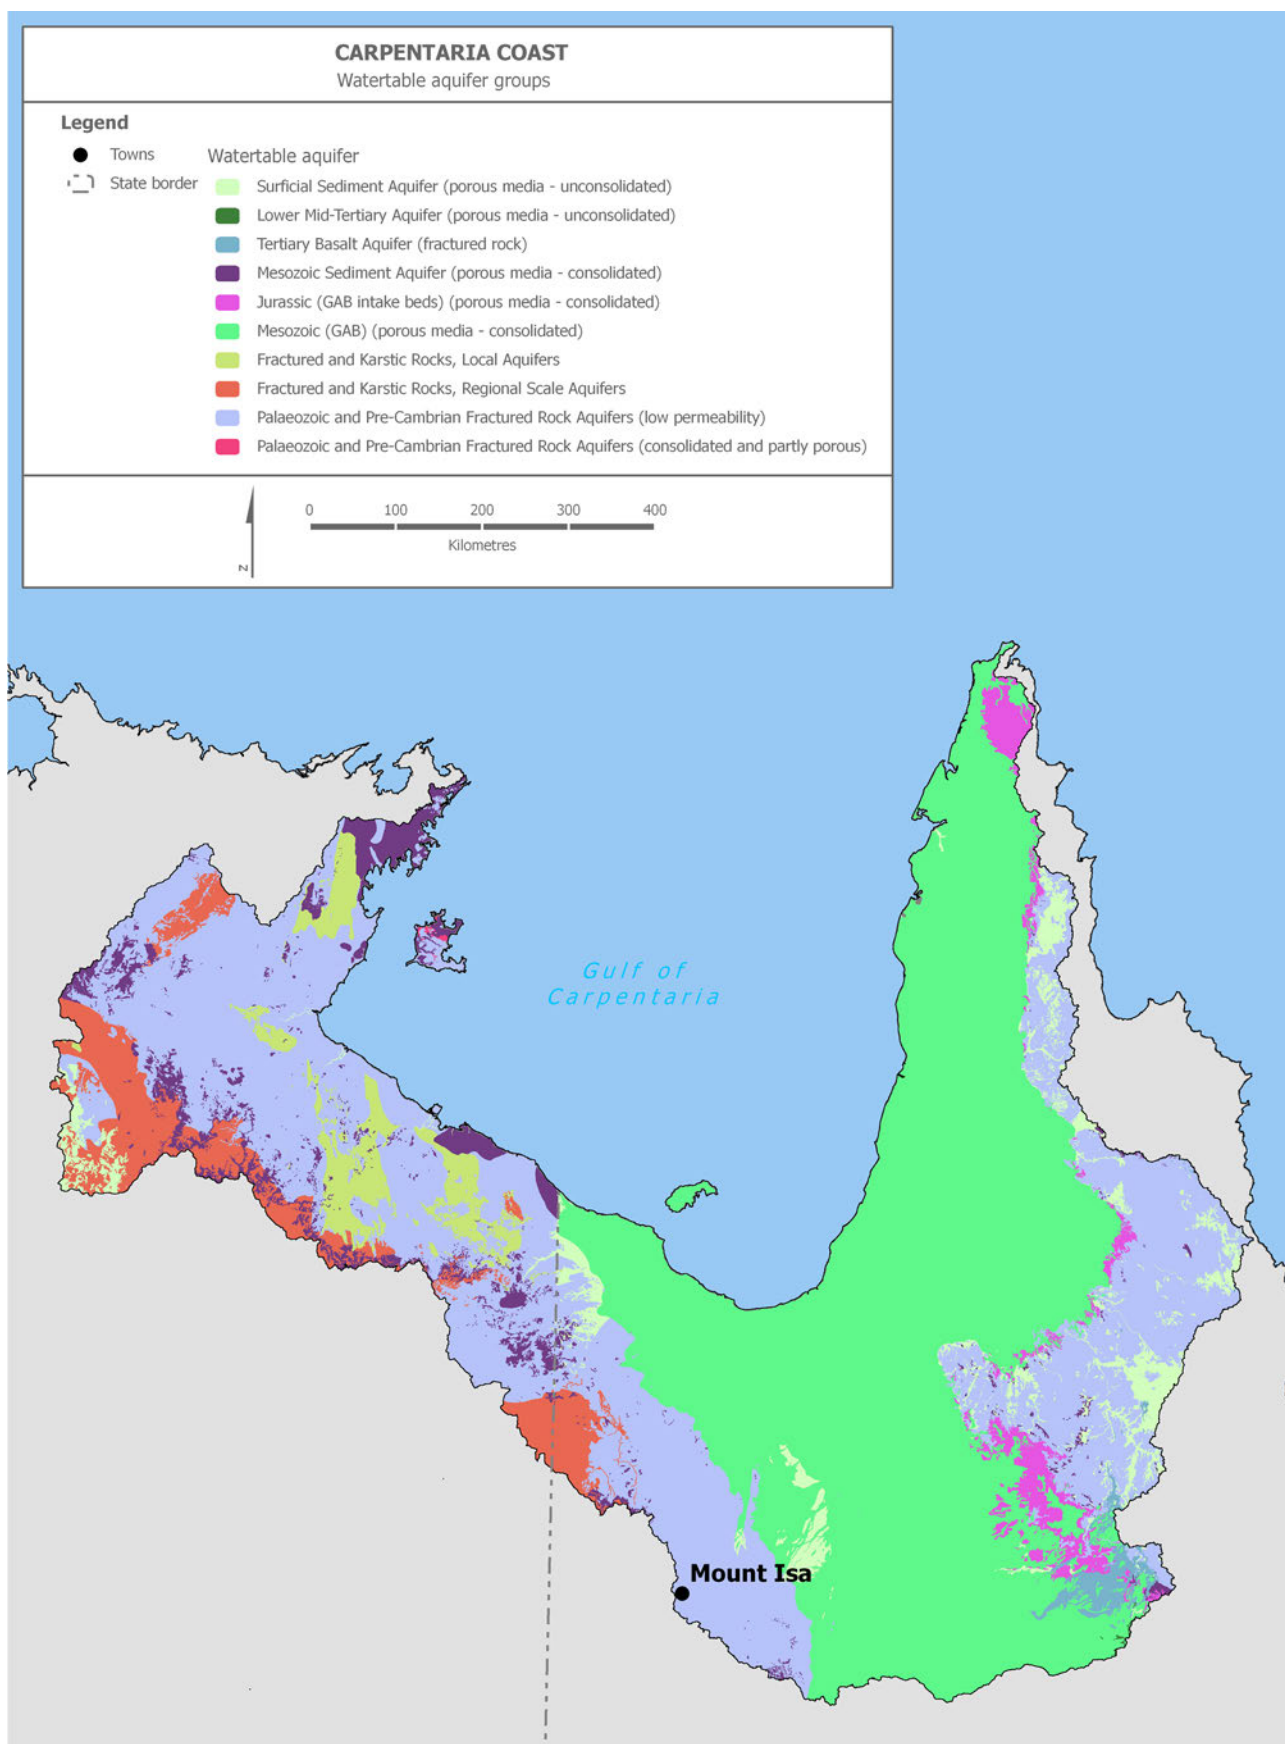 CARPENTARIA COAST
Watertable aquifer groups
Legend
Towns
State border
Watertable aquifer
Surficial Sediment Aquifer (porous media - unconsolidated)
Lower Mid-Tertiary Aquifer (porous media - unconsolidated)
Tertiary Basalt Aquifer (fractured rock)
Mesozoic Sediment Aquifer (porous media - consolidated)
Jurassic (GAB intake beds) (porous media - consolidated)
Mesozoic (GAB) (porous media - consolidated)
Fractured and Karstic Rocks, Local Aquifers
Fractured and Karstic Rocks, Regional Scale Aquifers
Palaeozoic and Pre-Cambrian Fractured Rock Aquifers (low permeability)
Palaeozoic and Pre-Cambrian Fractured Rock Aquifers (consolidated and partly porous)
N
0 100 200 300 400
Kilometres
Gulf of
Carpentaria
Mount Isa